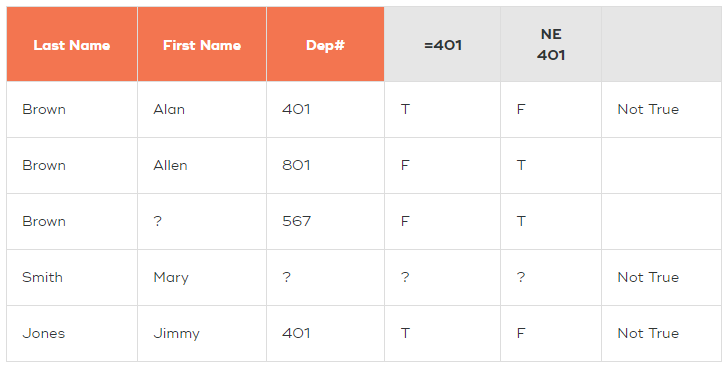 Last Name First Name Dep# =401 NE
401
Brown Alan 401 T F Not True
Brown Allen 801 F T
Brown ? 567 F T
Smith Mary ? ? ? Not True
Jones Jimmy 401 T F Not True